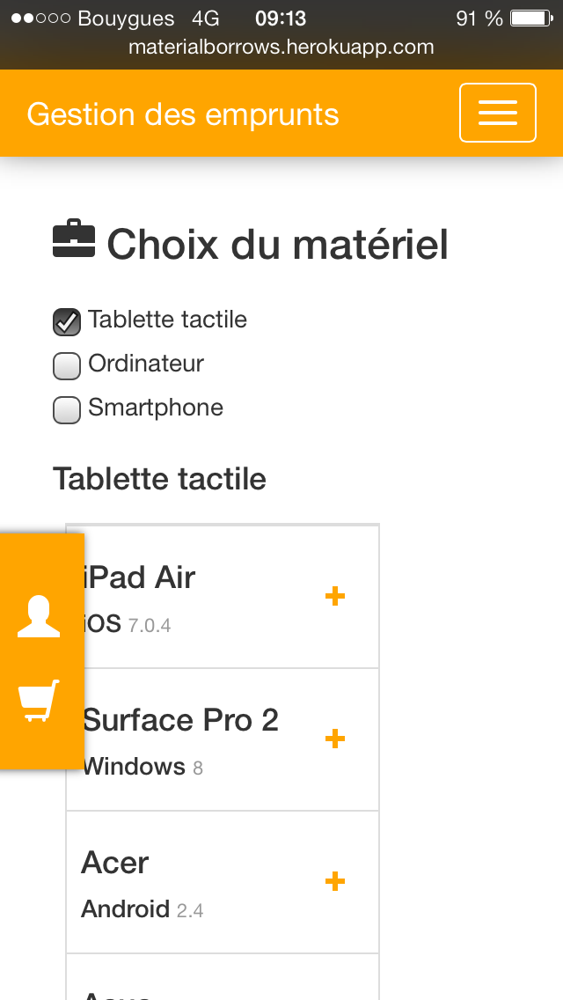 Bouygues 4G 09:13 91 %
materialborrows.herokuapp.com
Gestion des emprunts
Choix du matériel
Tablette tactile
Ordinateur
Smartphone
Tablette tactile
iPad Air
iOS 7.0.4
Surface Pro 2
Windows 8
Acer
Android 2.4